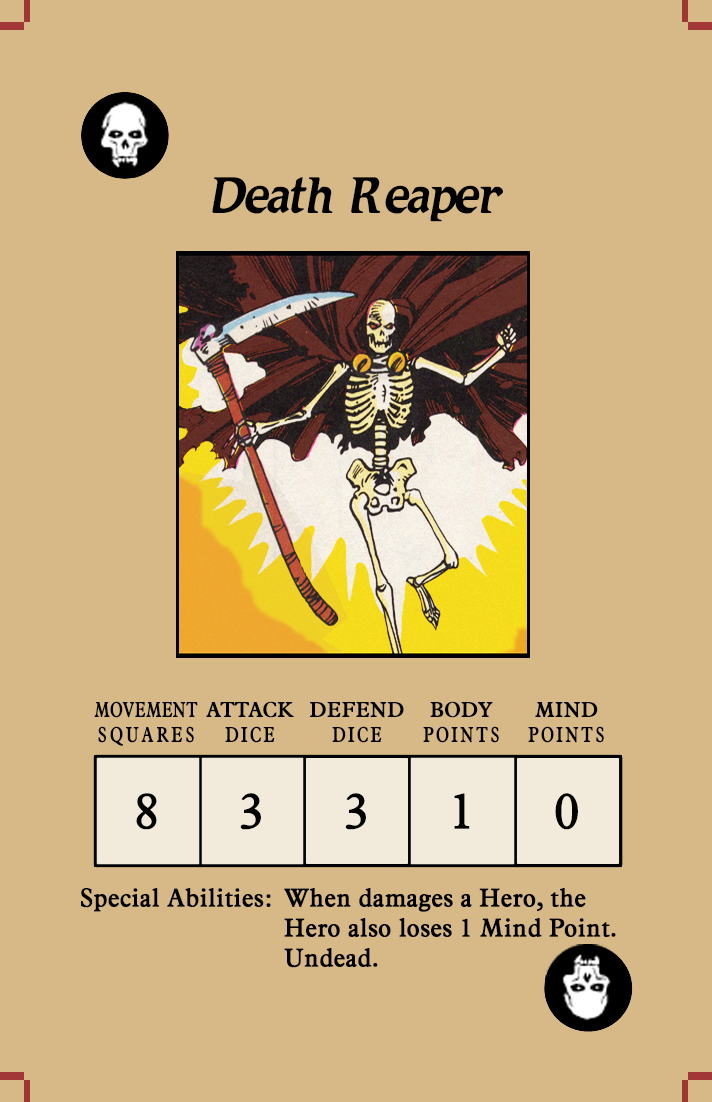 Death Reaper
MOVEMENT SQUARES ATTACK DICE DEFEND DICE BODY POINTS MIND POINTS
8 3 3 1 0
Special Abilities: When damages a Hero, the
Hero also loses 1 Mind Point.
Undead.